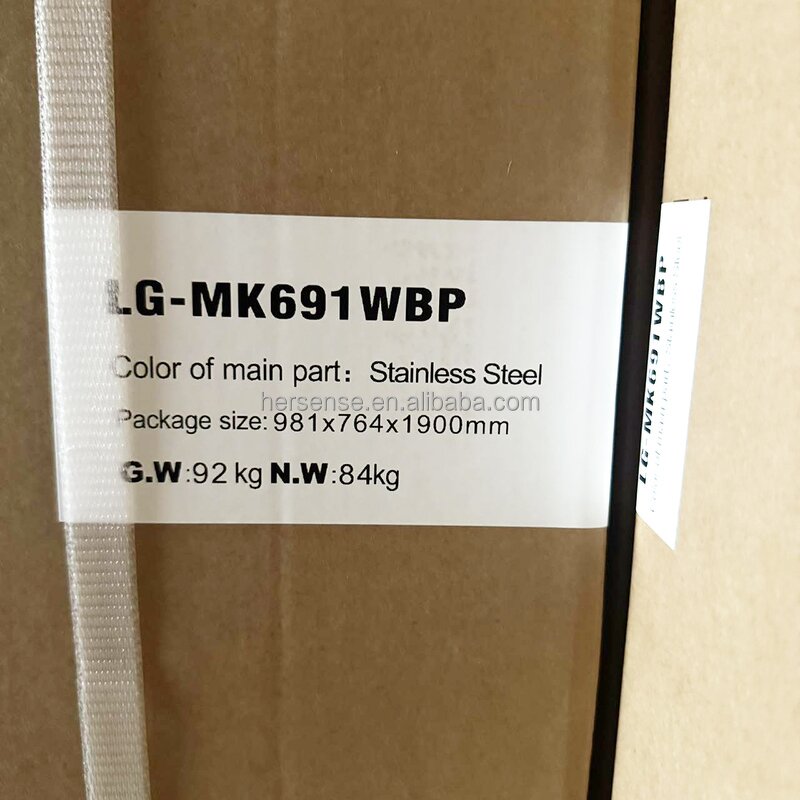 LG-MK691WBP
Color of main part: Stainless Steel
hersense.en.alibaba.com
Package size: 981x764x1900mm
G.W:92 kg N.W:84kg
LG-MK691WBP